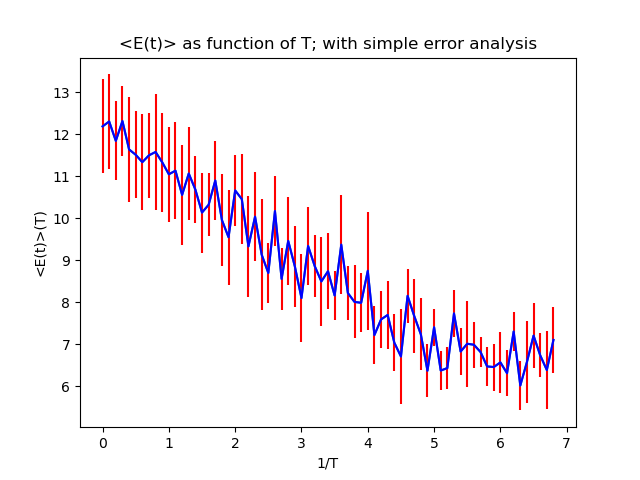 <E(t)> as function of T; with simple error analysis
<E(t)>(T)
13
12
11
10
9
8
7
6
0 1 2 3 4 5 6 7
1/T